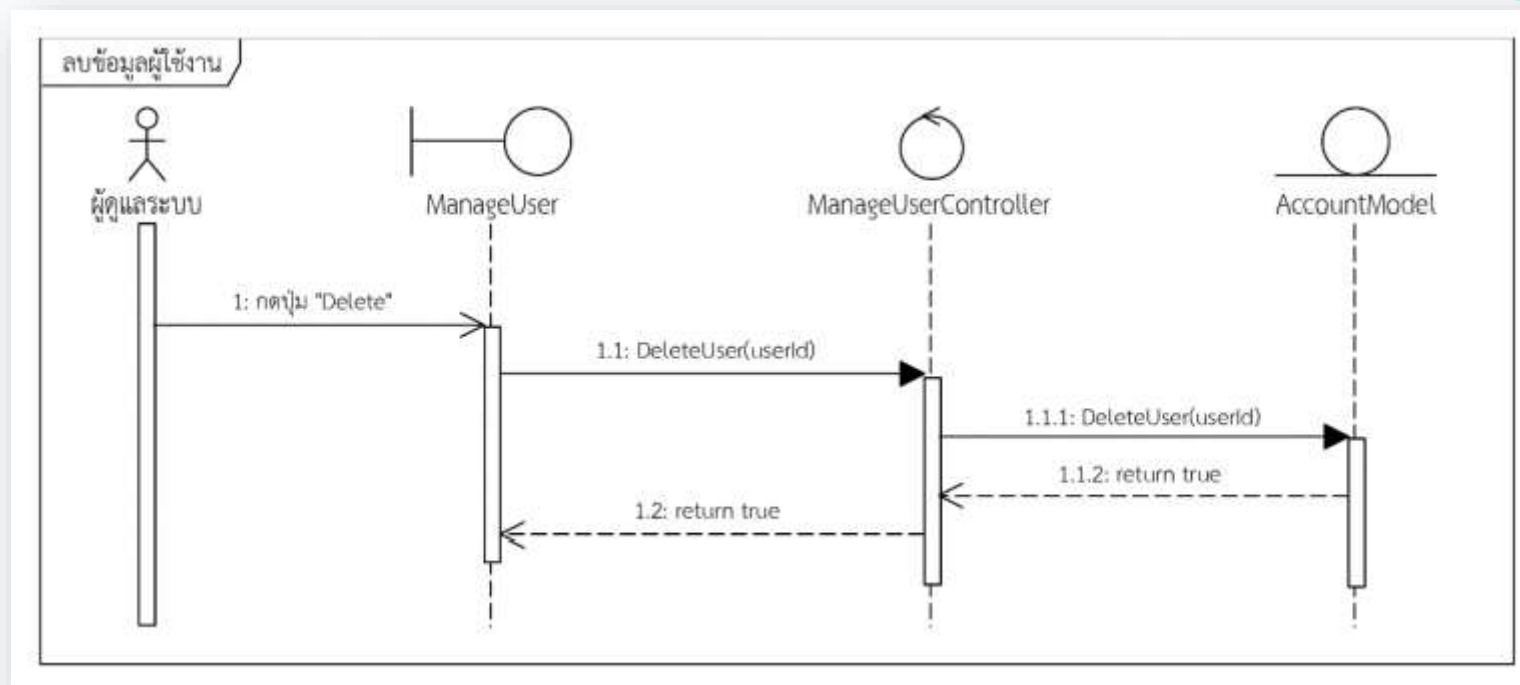 ลบข้อมูลผู้ใช้งาน
ผู้ดูแลระบบ
ManageUser
ManageUserController
AccountModel
1: กดปุ่ม "Delete"
1.1: DeleteUser(userId)
1.1.1: DeleteUser(userId)
1.1.2: return true
1.2: return true